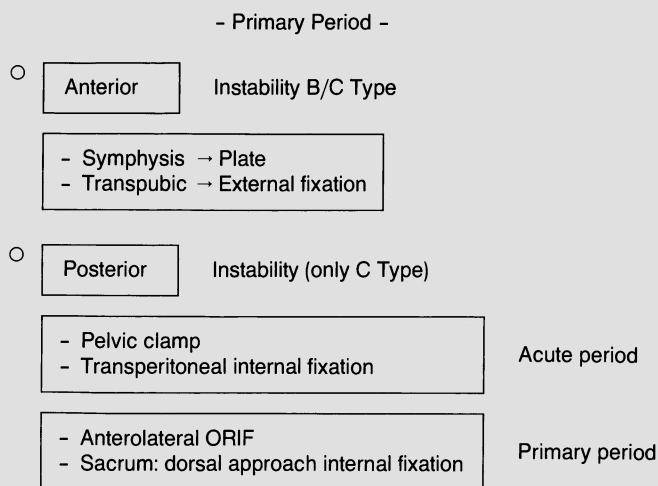 - Primary Period -
Anterior Instability B/C Type
- Symphysis → Plate
- Transpubic → External fixation
Posterior Instability (only C Type)
- Pelvic clamp
- Transperitoneal internal fixation
Acute period
- Anterolateral ORIF
- Sacrum: dorsal approach internal fixation
Primary period